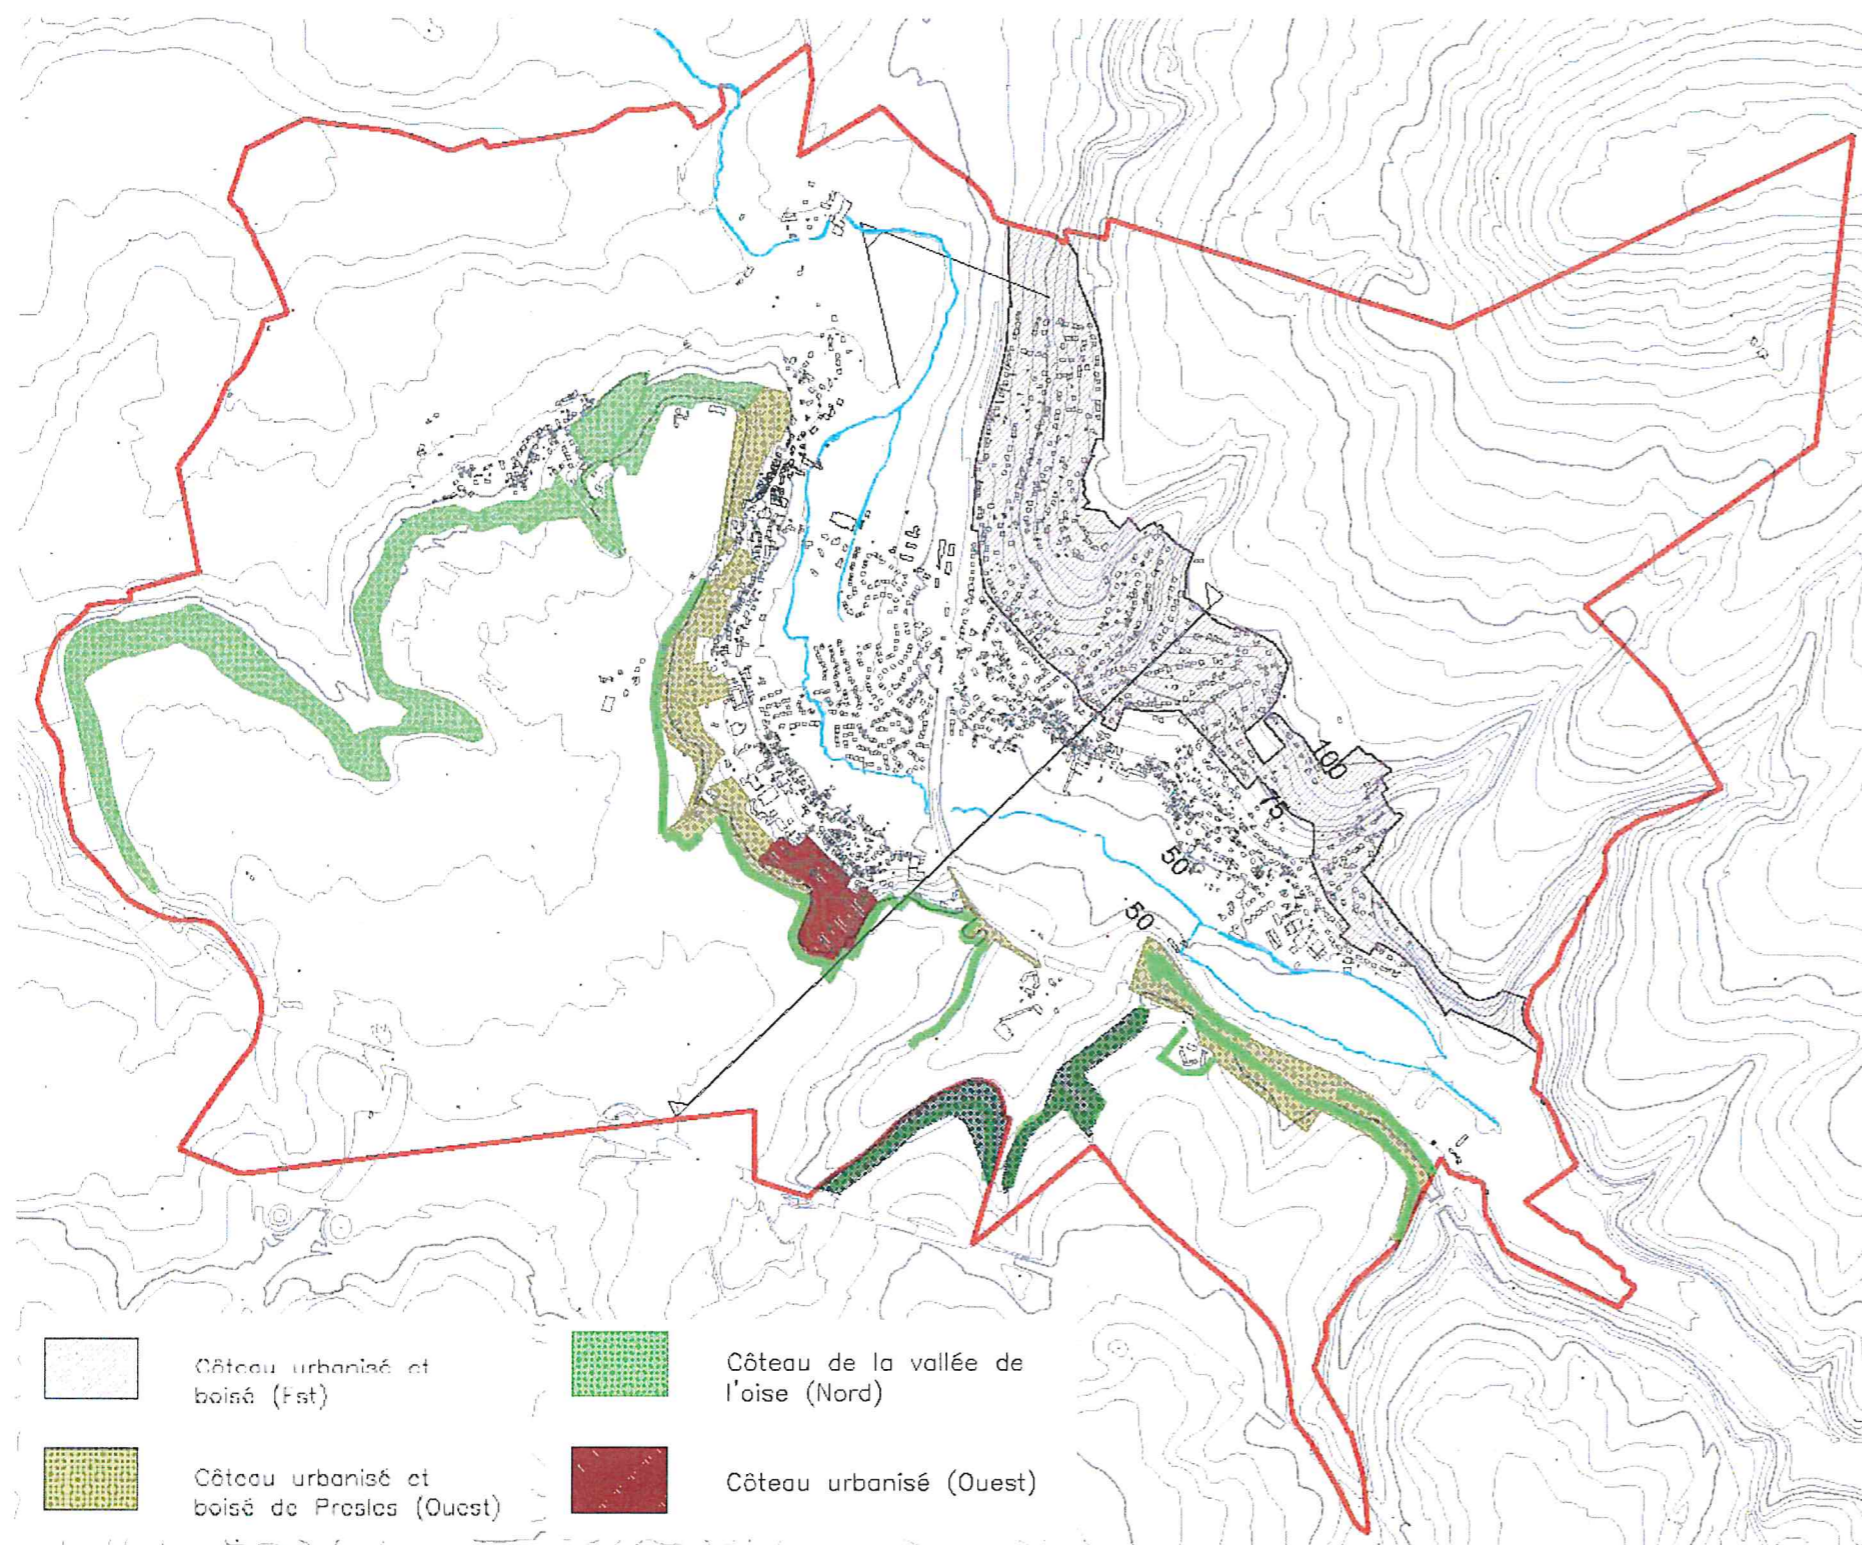 100
75
50
50
Côteau urbanisé et
boisé (Est)
Côteau de la vallée de
l'oise (Nord)
Côteau urbanisé et
boisé de Presles (Ouest)
Côteau urbanisé (Ouest)